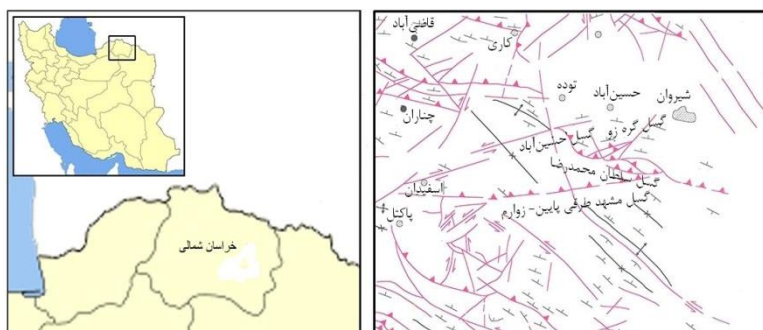 خراسان شمالی
قاضی‌آباد
کاری
توده
حسین‌آباد
شیروان
چناران
گسل گره زو
گسل حسین‌آباد
گسل سلطان محمدرضا
اسفیدان
گسل مشهد طرقی پایین- زوارم
پاکتل